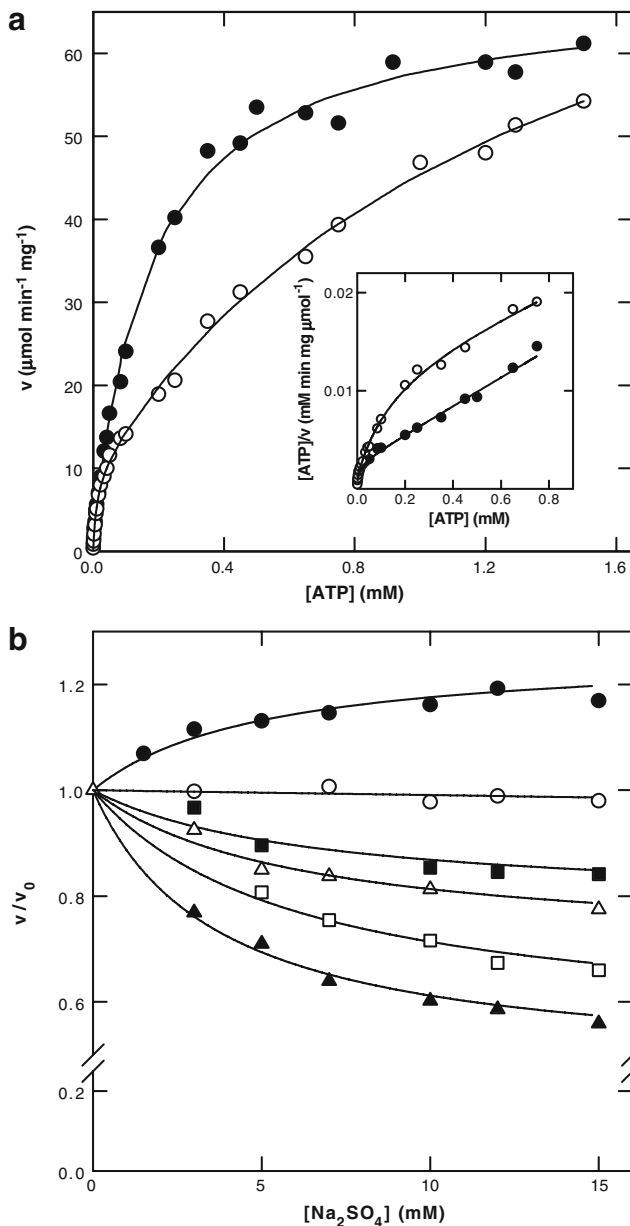 a
60
50
40
30
20
10
0
v (μmol min⁻¹ mg⁻¹)
0.0 0.4 0.8 1.2 1.6
[ATP] (mM)
0.02
0.01
[ATP]/v (mM min mg μmol⁻¹)
0.0 0.2 0.4 0.6 0.8
[ATP] (mM)
b
1.2
1.0
0.8
0.6
0.2
0.0
v/v₀
0 5 10 15
[Na₂SO₄] (mM)